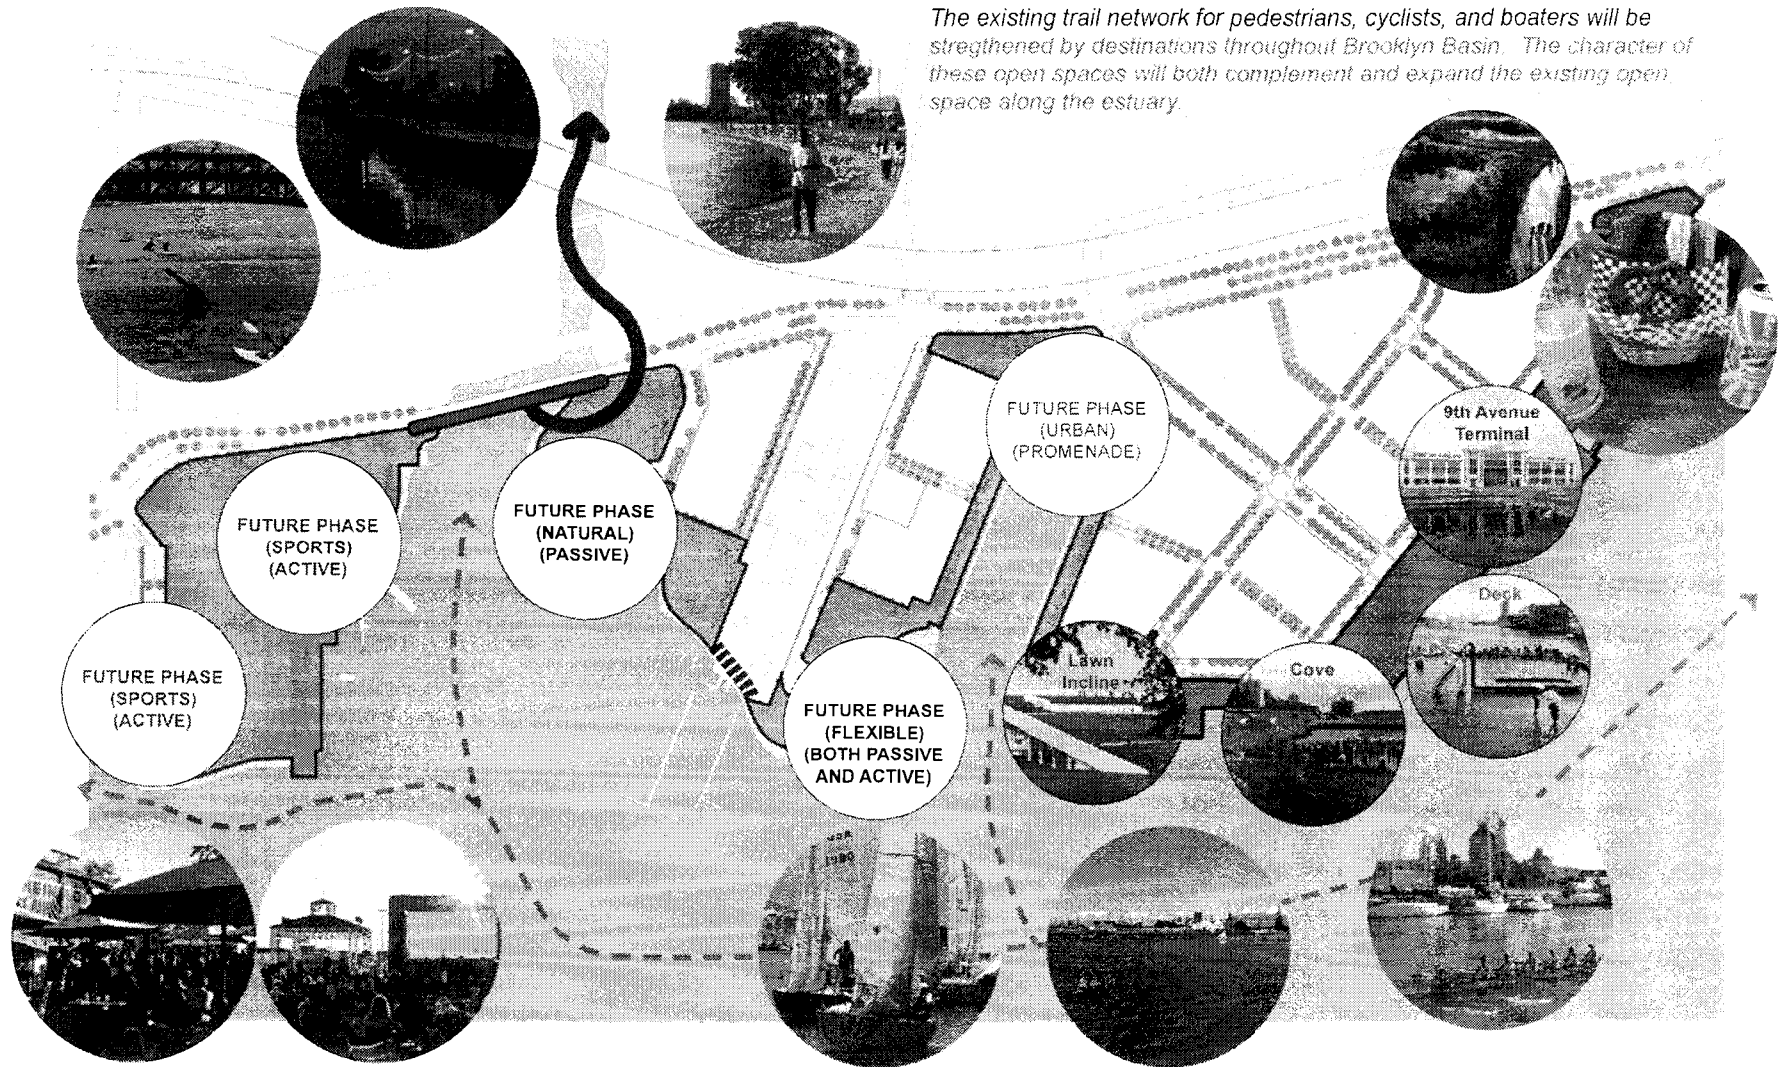 The existing trail network for pedestrians, cyclists, and boaters will be
stregthened by destinations throughout Brooklyn Basin. The character of
these open spaces will both complement and expand the existing open
space along the estuary.
FUTURE PHASE
(URBAN)
(PROMENADE)
9th Avenue
Terminal
FUTURE PHASE
(SPORTS)
(ACTIVE)
FUTURE PHASE
(NATURAL)
(PASSIVE)
Deck
FUTURE PHASE
(SPORTS)
(ACTIVE)
Lawn
Incline
Cove
FUTURE PHASE
(FLEXIBLE)
(BOTH PASSIVE
AND ACTIVE)